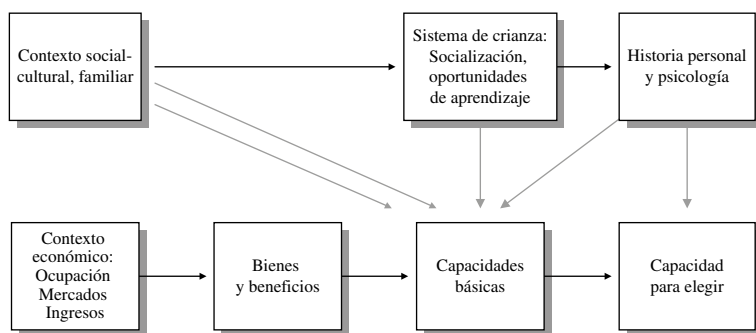 Contexto social-
cultural, familiar
Sistema de crianza:
Socialización,
oportunidades
de aprendizaje
Historia personal
y psicología
Contexto
económico:
Ocupación
Mercados
Ingresos
Bienes
y beneficios
Capacidades
básicas
Capacidad
para elegir